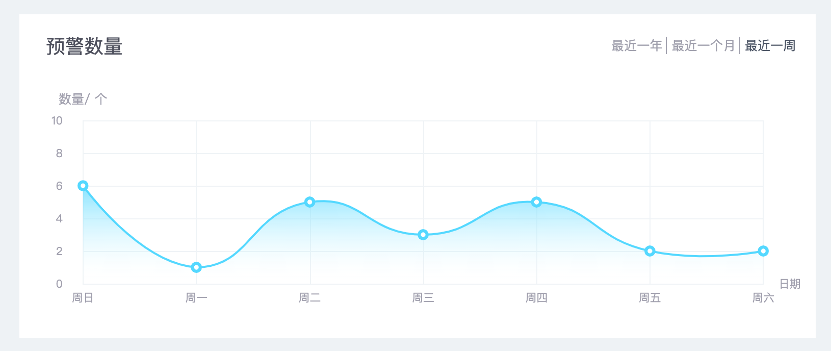 预警数量
最近一年 最近一个月 最近一周
数量/ 个
10
8
6
4
2
0
周日 周一 周二 周三 周四 周五 周六
日期